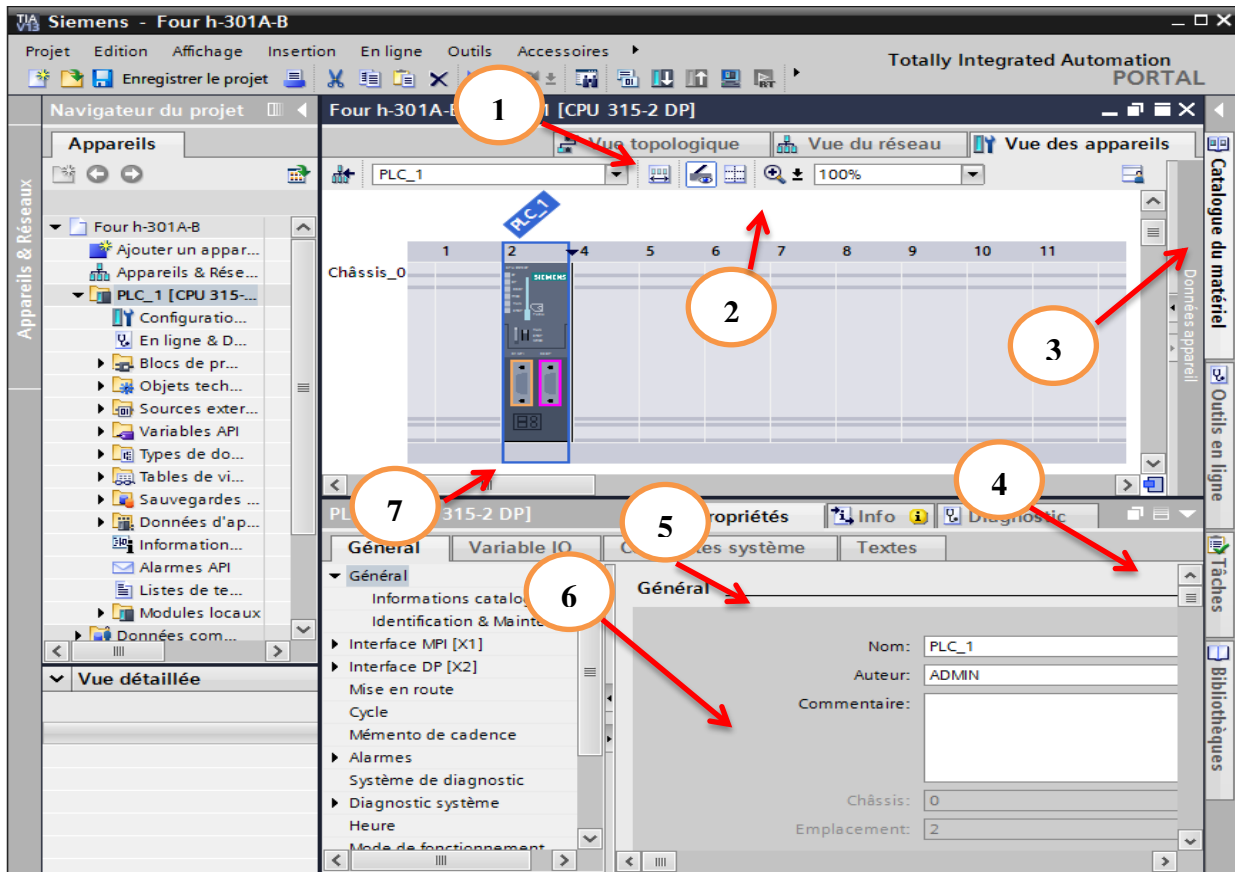 Siemens - Four h-301A-B
Projet Edition Affichage Insertion En ligne Outils Accessoires
Enregistrer le projet
Totally Integrated Automation
PORTAL
Navigateur du projet
Appareils
Appareils & Réseaux
Four h-301A-B
Ajouter un appar...
Appareils & Rése...
PLC_1 [CPU 315-...
Configuratio...
En ligne & D...
Blocs de pr...
Objets tech...
Sources exter...
Variables API
Types de do...
Tables de vi...
Sauvegardes ...
Données d'ap...
Information...
Alarmes API
Listes de te...
Modules locaux
Données com...
Vue détaillée
[CPU 315-2 DP]
Vue topologique Vue du réseau Vue des appareils
PLC_1 100%
PLC_1
1 2 4 5 6 7 8 9 10 11
Châssis_0
SIEMENS
Données appareil
1
2
3
4
5
6
7
315-2 DP]
Info Diagnostic
Général Variable IO système Textes
Général
Informations
Identification &
Interface MPI [X1]
Interface DP [X2]
Mise en route
Cycle
Mémento de cadence
Alarmes
Système de diagnostic
Diagnostic système
Heure
Mode de fonctionnement
Général
Nom: PLC_1
Auteur: ADMIN
Commentaire:
Châssis: 0
Emplacement: 2
Catalogue du matériel
Outils en ligne
Tâches
Bibliothèques